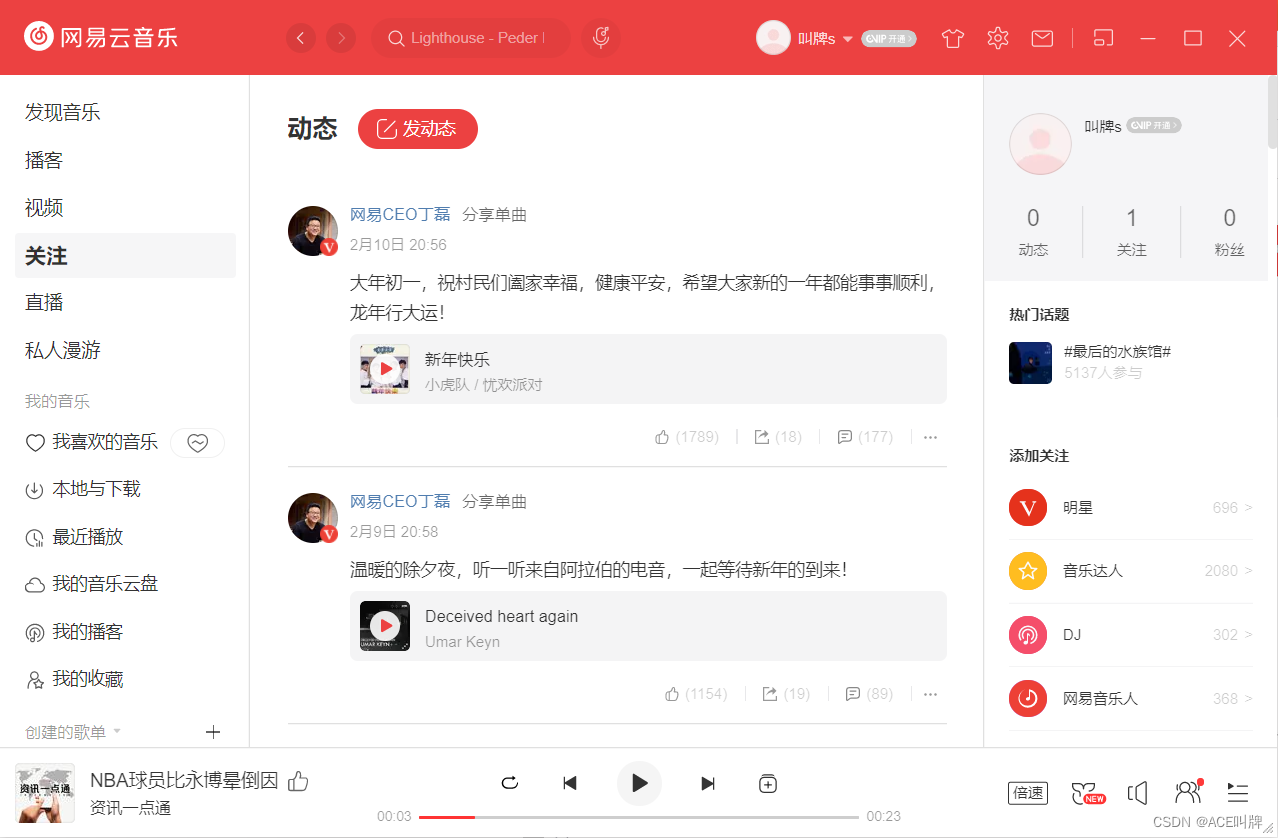 网易云音乐
Lighthouse - Peder
叫牌s
VIP 开通
发现音乐
播客
视频
关注
直播
私人漫游
我的音乐
我喜欢的音乐
本地与下载
最近播放
我的音乐云盘
我的播客
我的收藏
创建的歌单
动态 发动态
网易CEO丁磊 分享单曲
2月10日 20:56
大年初一，祝村民们阖家幸福，健康平安，希望大家新的一年都能事事顺利，
龙年行大运！
新年快乐
小虎队 / 忧欢派对
(1789) (18) (177)
网易CEO丁磊 分享单曲
2月9日 20:58
温暖的除夕夜，听一听来自阿拉伯的电音，一起等待新年的到来！
UMAR KEYN
Deceived heart again
Umar Keyn
(1154) (19) (89)
叫牌s VIP 开通
0 1 0
动态 关注 粉丝
热门话题
#最后的水族馆#
5137人参与
添加关注
V 明星 696 >
音乐达人 2080 >
DJ 302 >
网易音乐人 368 >
资讯一点通
NBA球员比永博晕倒因
资讯一点通
00:03 00:23
倍速
NEW
CSDN @ACE叫牌